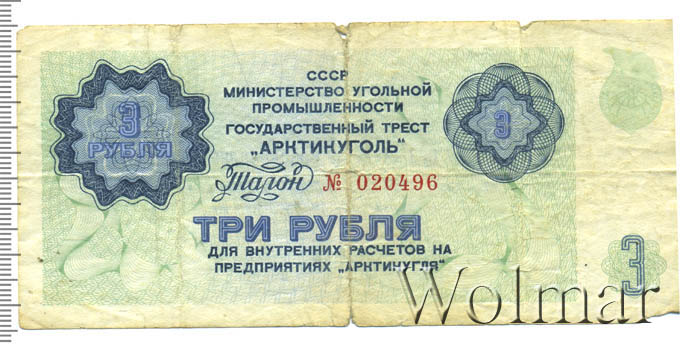 СССР
МИНИСТЕРСТВО УГОЛЬНОЙ
ПРОМЫШЛЕННОСТИ
ГОСУДАРСТВЕННЫЙ ТРЕСТ
„АРКТИКУГОЛЬ"
3
РУБЛЯ
3
Талон № 020496
ТРИ РУБЛЯ
ДЛЯ ВНУТРЕННИХ РАСЧЕТОВ НА
ПРЕДПРИЯТИЯХ „АРКТИКУГЛЯ"
3
Wolmar